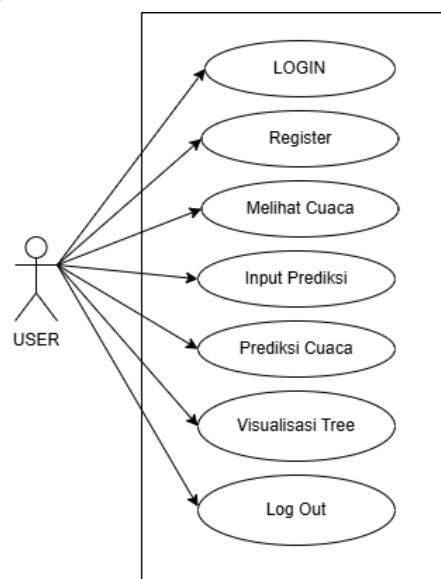 LOGIN
Register
Melihat Cuaca
Input Prediksi
USER
Prediksi Cuaca
Visualisasi Tree
Log Out